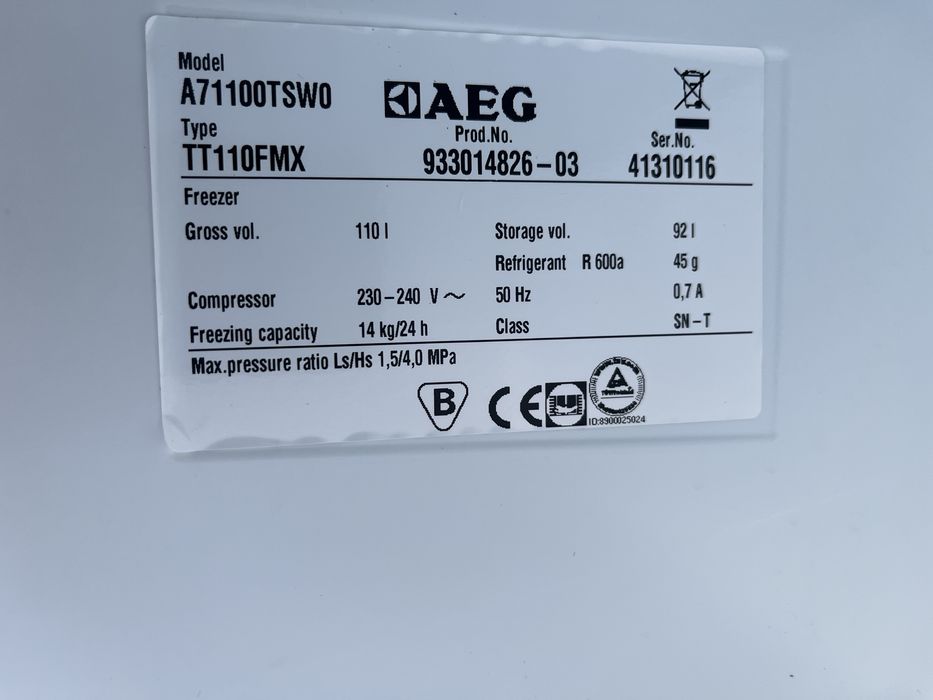 Model
A71100TSW0
AEG
Type
Prod.No.
Ser.No.
TT110FMX
933014826-03
41310116
Freezer
Gross vol. 110 l Storage vol. 92 l
Refrigerant R 600a 45 g
Compressor 230-240 V ~ 50 Hz 0,7 A
Freezing capacity 14 kg/24 h Class SN-T
Max.pressure ratio Ls/Hs 1,5/4,0 MPa
B
CE
ID:8900025024